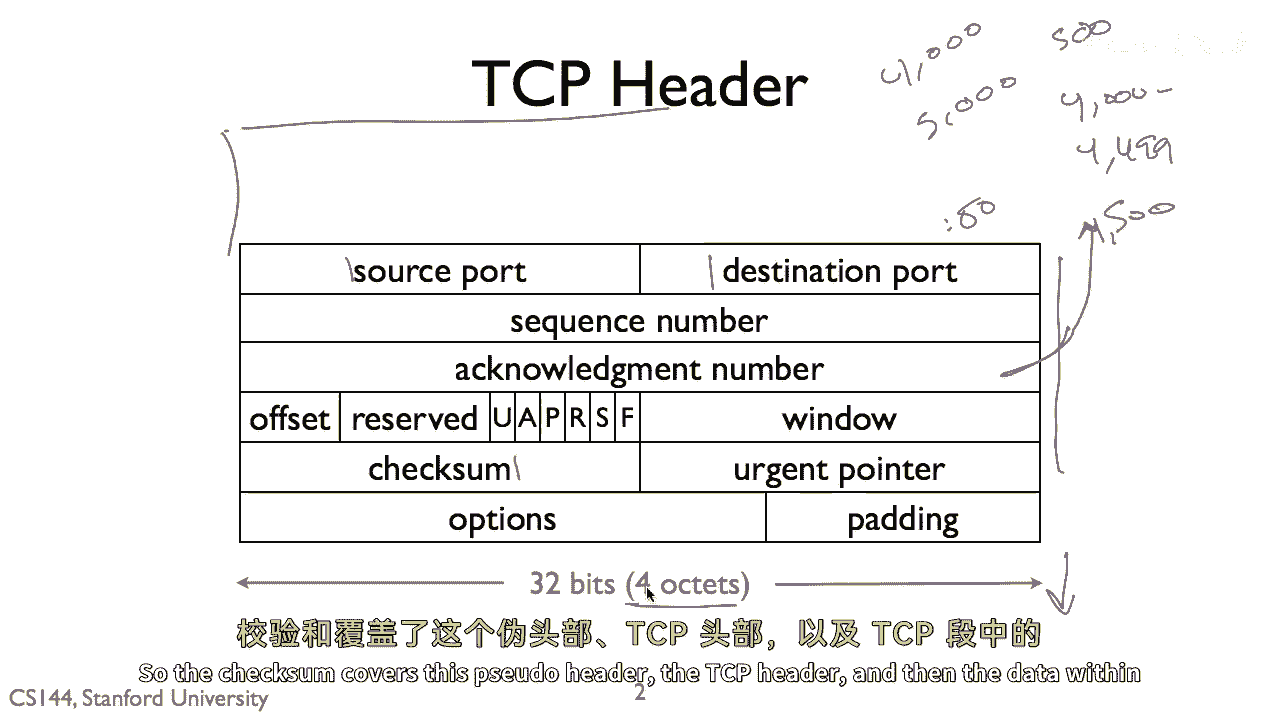 TCP Header
4,000
5,000
500
4,000-
4,499
:80
4,500
source port destination port
sequence number
acknowledgment number
offset reserved U A P R S F window
checksum urgent pointer
options padding
32 bits (4 octets)
校验和覆盖了这个伪头部、TCP 头部，以及 TCP 段中的
So the checksum covers this pseudo header, the TCP header, and then the data within
CS144, Stanford University
2